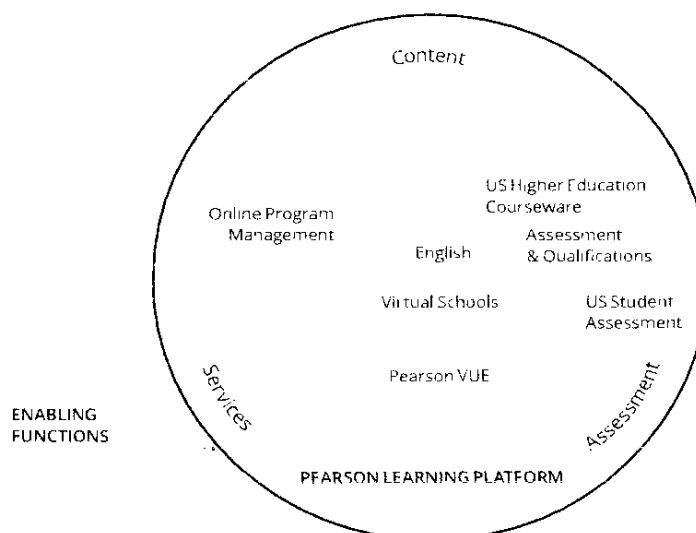 Content
US Higher Education
Courseware
Online Program
Management
Assessment
& Qualifications
English
Virtual Schools
US Student
Assessment
Pearson VUE
Services
Assessment
ENABLING
FUNCTIONS
PEARSON LEARNING PLATFORM